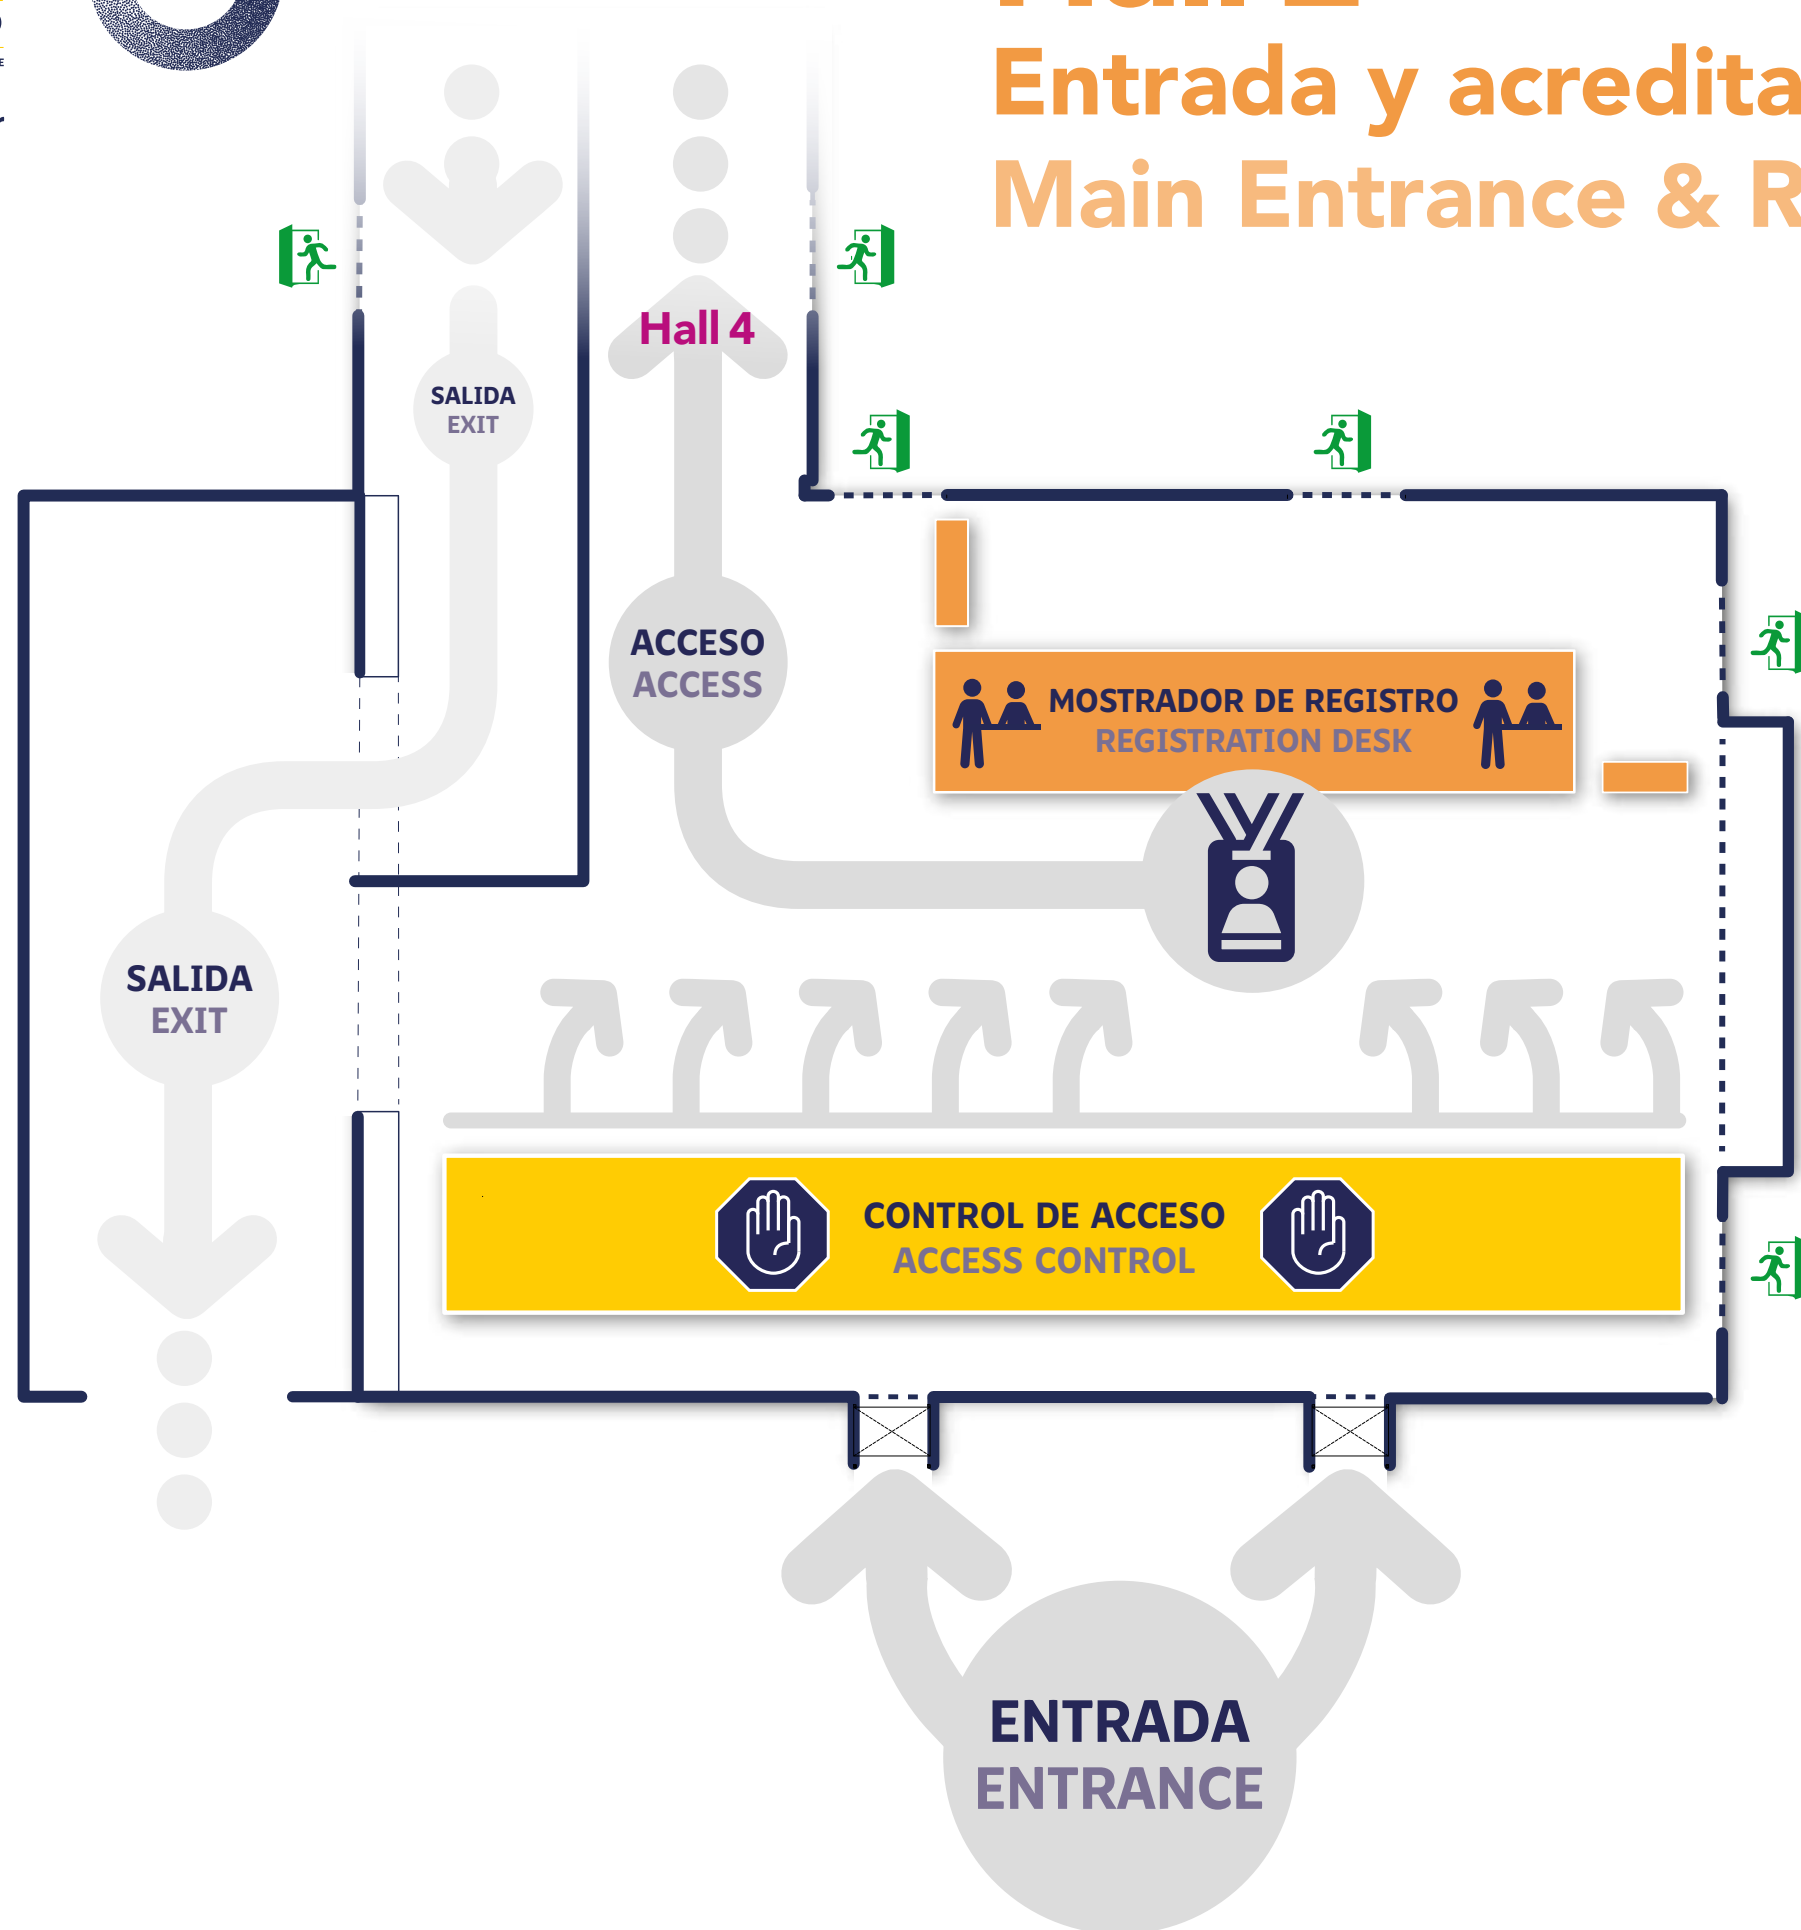 Entrada y acredita
Main Entrance & R
Hall 4
SALIDA
EXIT
ACCESO
ACCESS
MOSTRADOR DE REGISTRO
REGISTRATION DESK
SALIDA
EXIT
CONTROL DE ACCESO
ACCESS CONTROL
ENTRADA
ENTRANCE